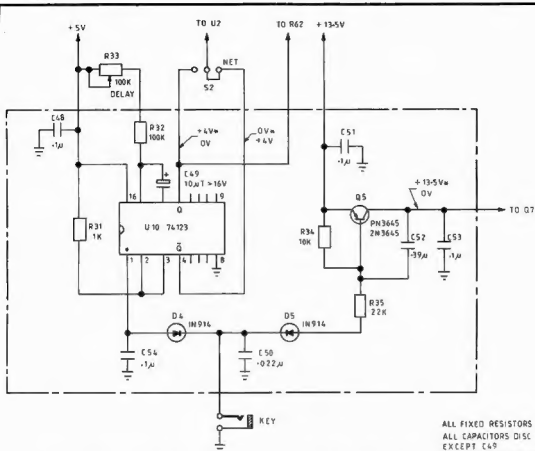 +5V
TO U2
TO R62
+13·5V
R33
100K
DELAY
NET
S2
C48
·1µ
R32
100K
+4V*
0V
0V*
+4V
C51
·1µ
C49
10µT >16V
Q5
+13·5V*
0V
TO Q7
16
Q
9
R31
1K
U10 74123
R34
10K
PN3645
2N3645
C52
·39µ
C53
·1µ
Q̅
1 2 3 4 8
R35
22K
D4
IN914
D5
IN914
C54
·1µ
C50
·022µ
KEY
ALL FIXED RESISTORS
ALL CAPACITORS DISC
EXCEPT C49